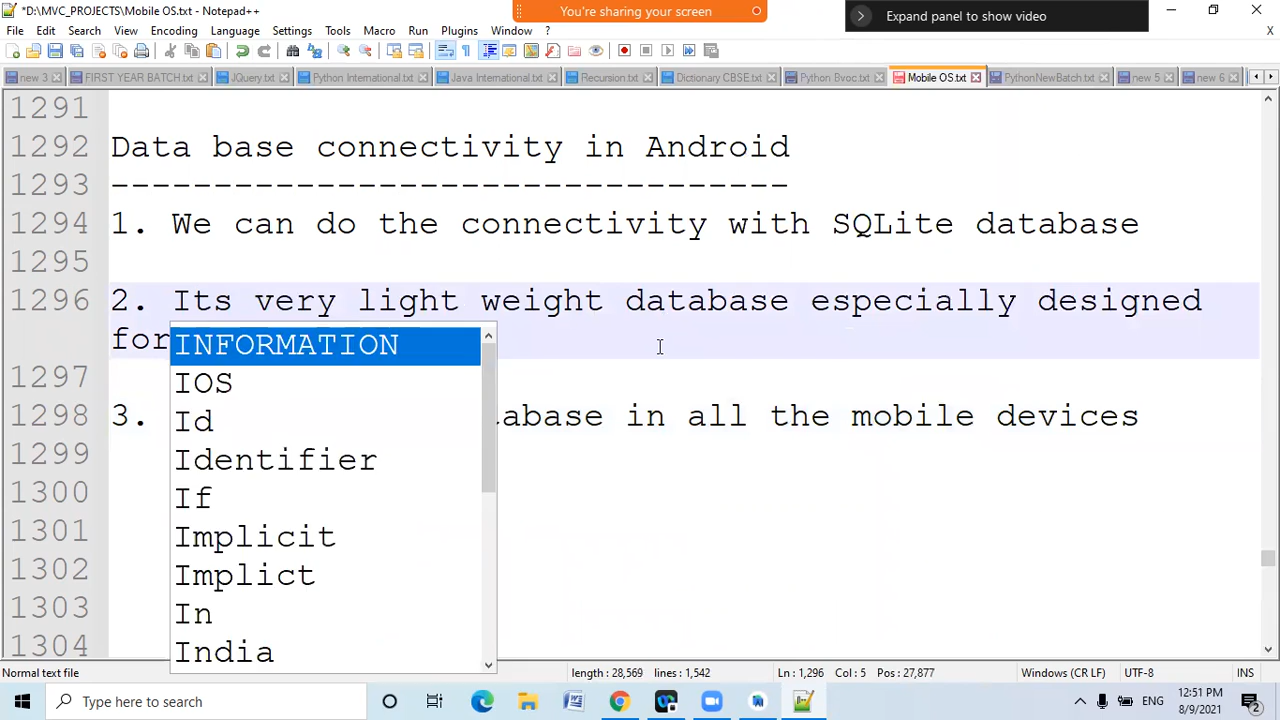 *D:\MVC_PROJECTS\Mobile OS.txt - Notepad++
You're sharing your screen
Expand panel to show video
File Edit Search View Encoding Language Settings Tools Macro Run Plugins Window ?
X
new 3 FIRST YEAR BATCH JQuery.txt Python International.txt Java International.txt Recursion.txt Dictionary CBSE.txt Python Bvoc.txt Mobile OS.txt PythonNewBatch.txt new 5 new 6
1291
1292 Data base connectivity in Android
1293 ---------------------------------
1294 1. We can do the connectivity with SQLite database
1295
1296 2. Its very light weight database especially designed
for
1297
1298 3. tabase in all the mobile devices
1299
1300
1301
1302
1303
1304
INFORMATION
IOS
Id
Identifier
If
Implicit
Implict
In
India
Normal text file length : 28,569 lines : 1,542 Ln : 1,296 Col : 5 Pos : 27,877 Windows (CR LF) UTF-8 INS
Type here to search
ENG
12:51 PM
8/9/2021
2